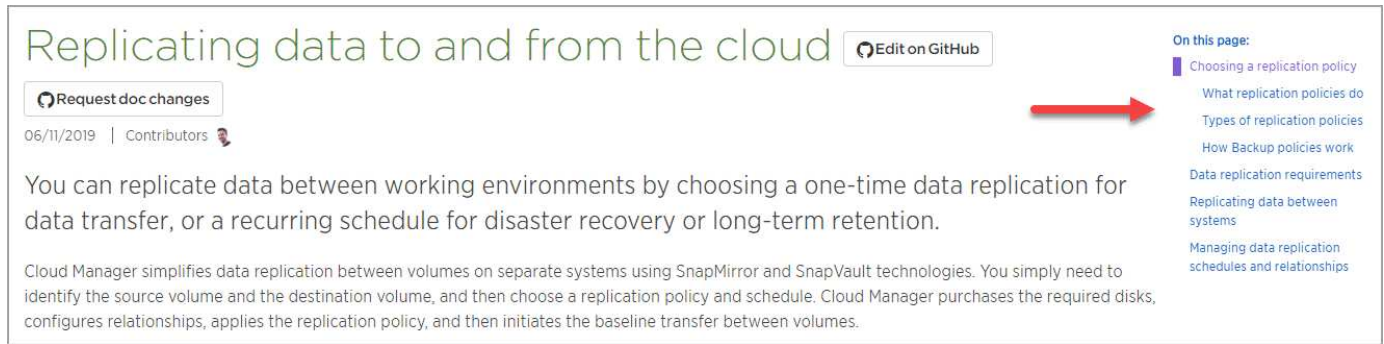 Replicating data to and from the cloud
Edit on GitHub
Request doc changes
06/11/2019 | Contributors
You can replicate data between working environments by choosing a one-time data replication for
data transfer, or a recurring schedule for disaster recovery or long-term retention.
Cloud Manager simplifies data replication between volumes on separate systems using SnapMirror and SnapVault technologies. You simply need to
identify the source volume and the destination volume, and then choose a replication policy and schedule. Cloud Manager purchases the required disks,
configures relationships, applies the replication policy, and then initiates the baseline transfer between volumes.
On this page:
Choosing a replication policy
What replication policies do
Types of replication policies
How Backup policies work
Data replication requirements
Replicating data between
systems
Managing data replication
schedules and relationships